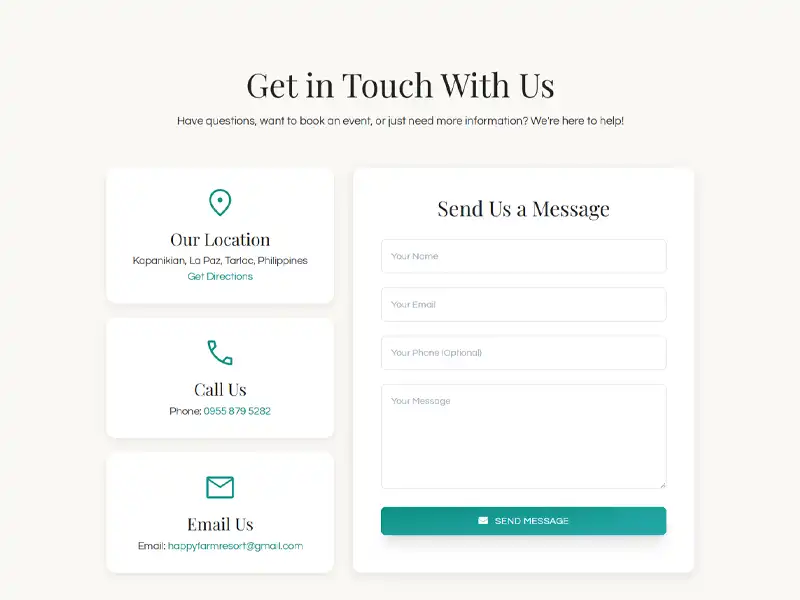 Get in Touch With Us
Have questions, want to book an event, or just need more information? We're here to help!
Our Location
Kapanikian, La Paz, Tarlac, Philippines
Get Directions
Call Us
Phone: 0955 879 5282
Email Us
Email: happyfarmresort@gmail.com
Send Us a Message
Your Name
Your Email
Your Phone (Optional)
Your Message
SEND MESSAGE